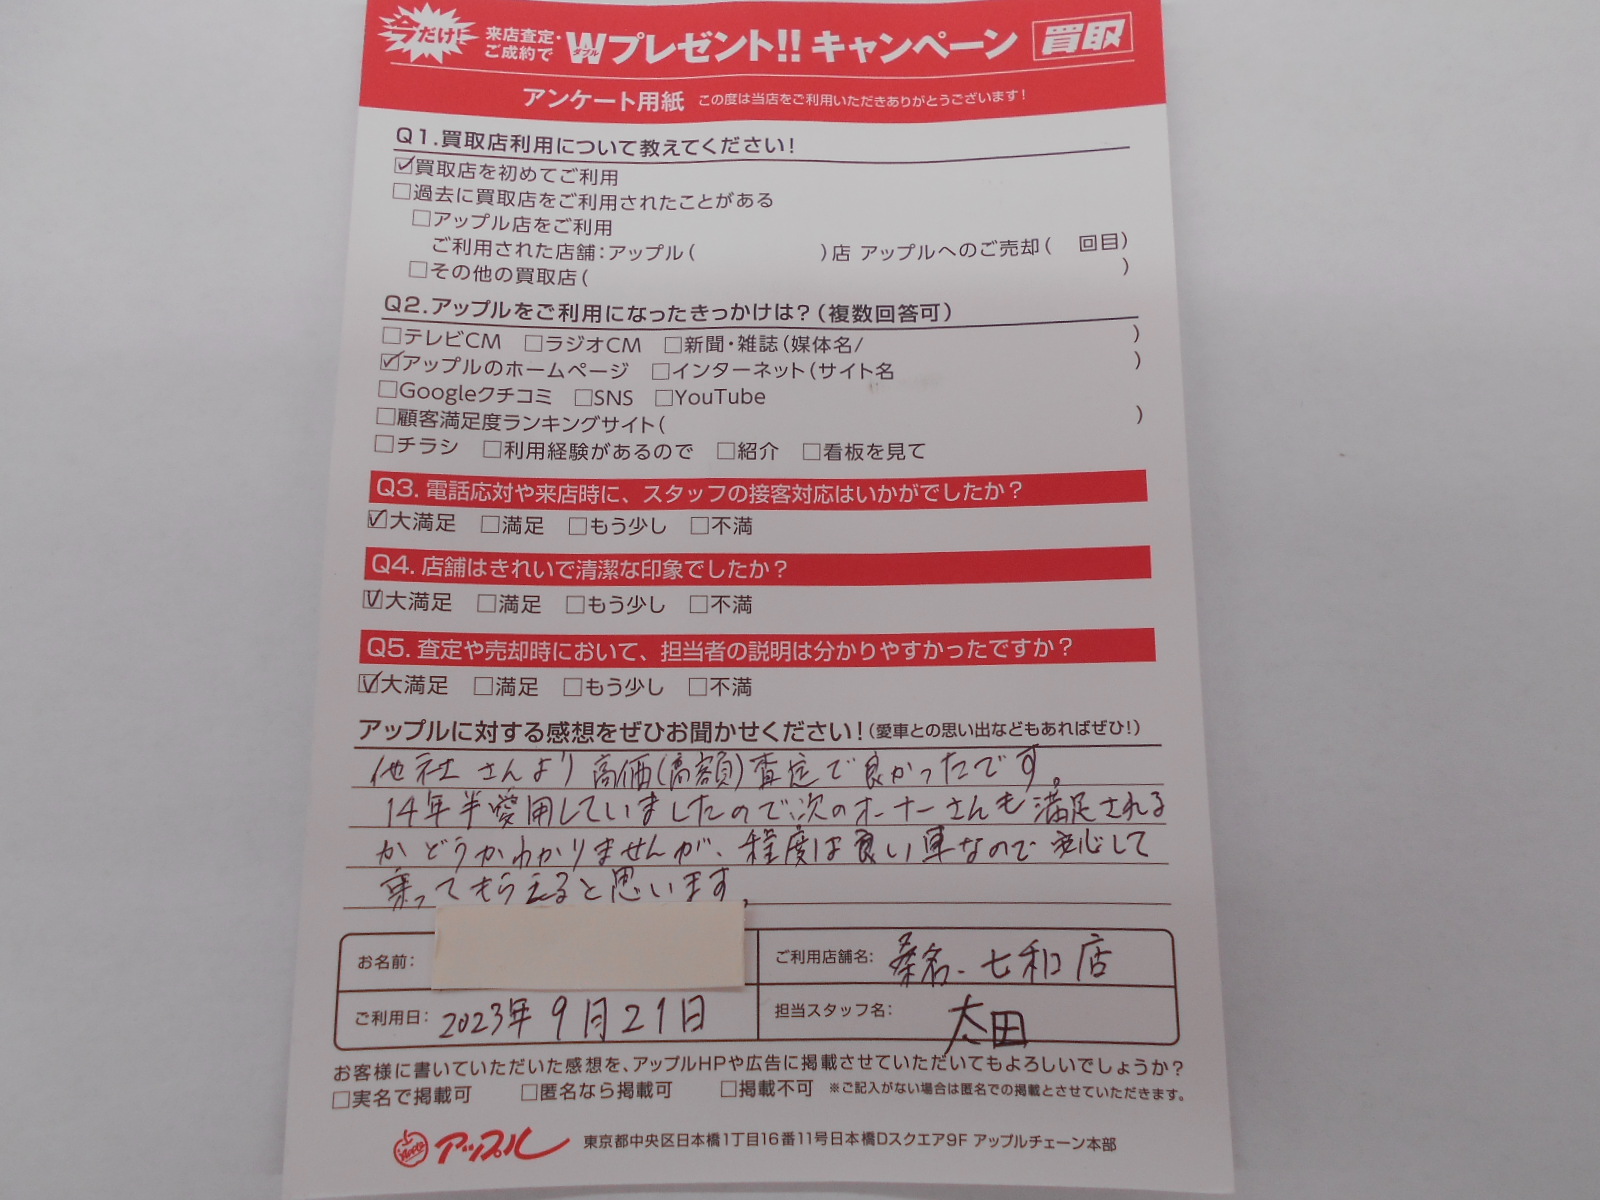 今だけ!
来店査定・ご成約で Wダブルプレゼント!! キャンペーン 買取
アンケート用紙 この度は当店をご利用いただきありがとうございます!
Q1.買取店利用について教えてください!
☑買取店を初めてご利用
□過去に買取店をご利用されたことがある
□アップル店をご利用
ご利用された店舗:アップル( )店 アップルへのご売却( 回目)
□その他の買取店( )
Q2.アップルをご利用になったきっかけは?(複数回答可)
□テレビCM □ラジオCM □新聞・雑誌(媒体名/ )
☑アップルのホームページ □インターネット(サイト名 )
□Googleクチコミ □SNS □YouTube
□顧客満足度ランキングサイト( )
□チラシ □利用経験があるので □紹介 □看板を見て
Q3. 電話応対や来店時に、スタッフの接客対応はいかがでしたか?
☑大満足 □満足 □もう少し □不満
Q4. 店舗はきれいで清潔な印象でしたか?
☑大満足 □満足 □もう少し □不満
Q5. 査定や売却時において、担当者の説明は分かりやすかったですか?
☑大満足 □満足 □もう少し □不満
アップルに対する感想をぜひお聞かせください!(愛車との思い出などもあればぜひ!)
他社さんより高価(高額)査定で良かったです。
14年半愛用していましたので次のオーナーさんも満足される
かどうかわかりませんが、程度は良い車なので安心して
乗ってもらえると思います。
お名前:
ご利用店舗名: 桑名-七和店
ご利用日: 2023年9月21日
担当スタッフ名: 太田
お客様に書いていただいた感想を、アップルHPや広告に掲載させていただいてもよろしいでしょうか?
□実名で掲載可 □匿名なら掲載可 □掲載不可 ※ご記入がない場合は匿名での掲載とさせていただきます。
Apple アップル 東京都中央区日本橋1丁目16番11号日本橋Dスクエア9F アップルチェーン本部